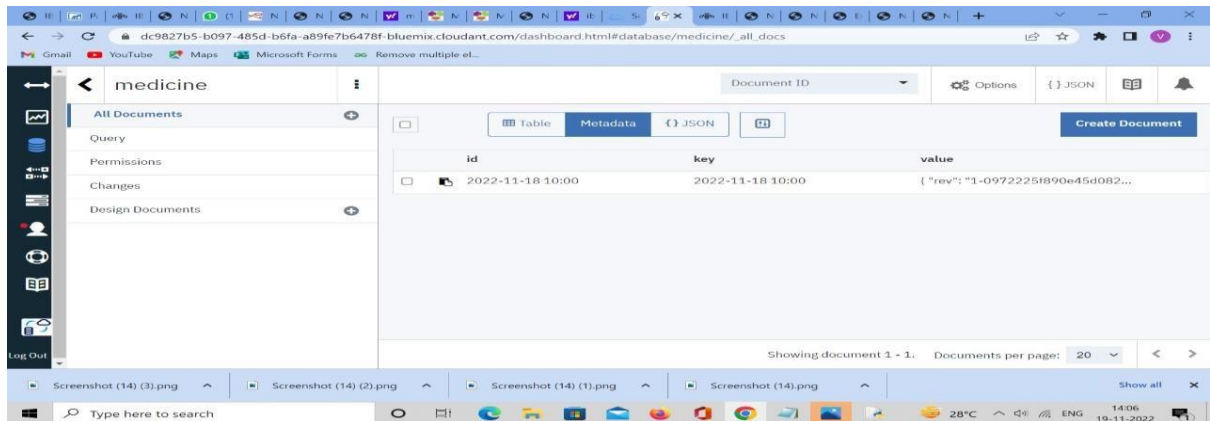 dc9827b5-b097-485d-b6fa-a89fe7b6478f-bluemix.cloudant.com/dashboard.html#database/medicine/_all_docs
Gmail YouTube Maps Microsoft Forms Remove multiple el...
medicine Document ID Options {} JSON
All Documents
Table Metadata {} JSON Create Document
Query
Permissions
id key value
Changes
2022-11-18 10:00 2022-11-18 10:00 { "rev": "1-0972225f890e45d082...
Design Documents
Log Out
Showing document 1 - 1. Documents per page: 20
Screenshot (14) (3).png Screenshot (14) (2).png Screenshot (14) (1).png Screenshot (14).png Show all
Type here to search 28°C ENG 14:06
19-11-2022